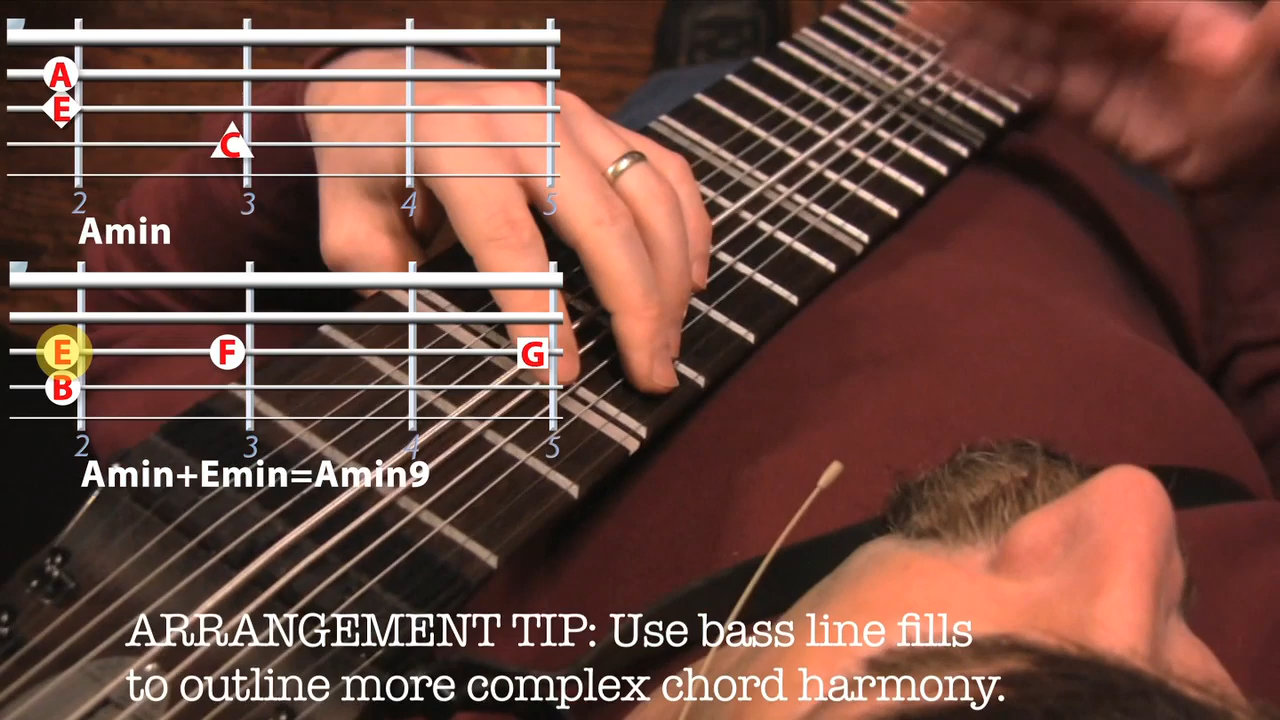 A
E
C
2 3 4 5
Amin
E F G
B
2 3 4 5
Amin+Emin=Amin9
ARRANGEMENT TIP: Use bass line fills
to outline more complex chord harmony.